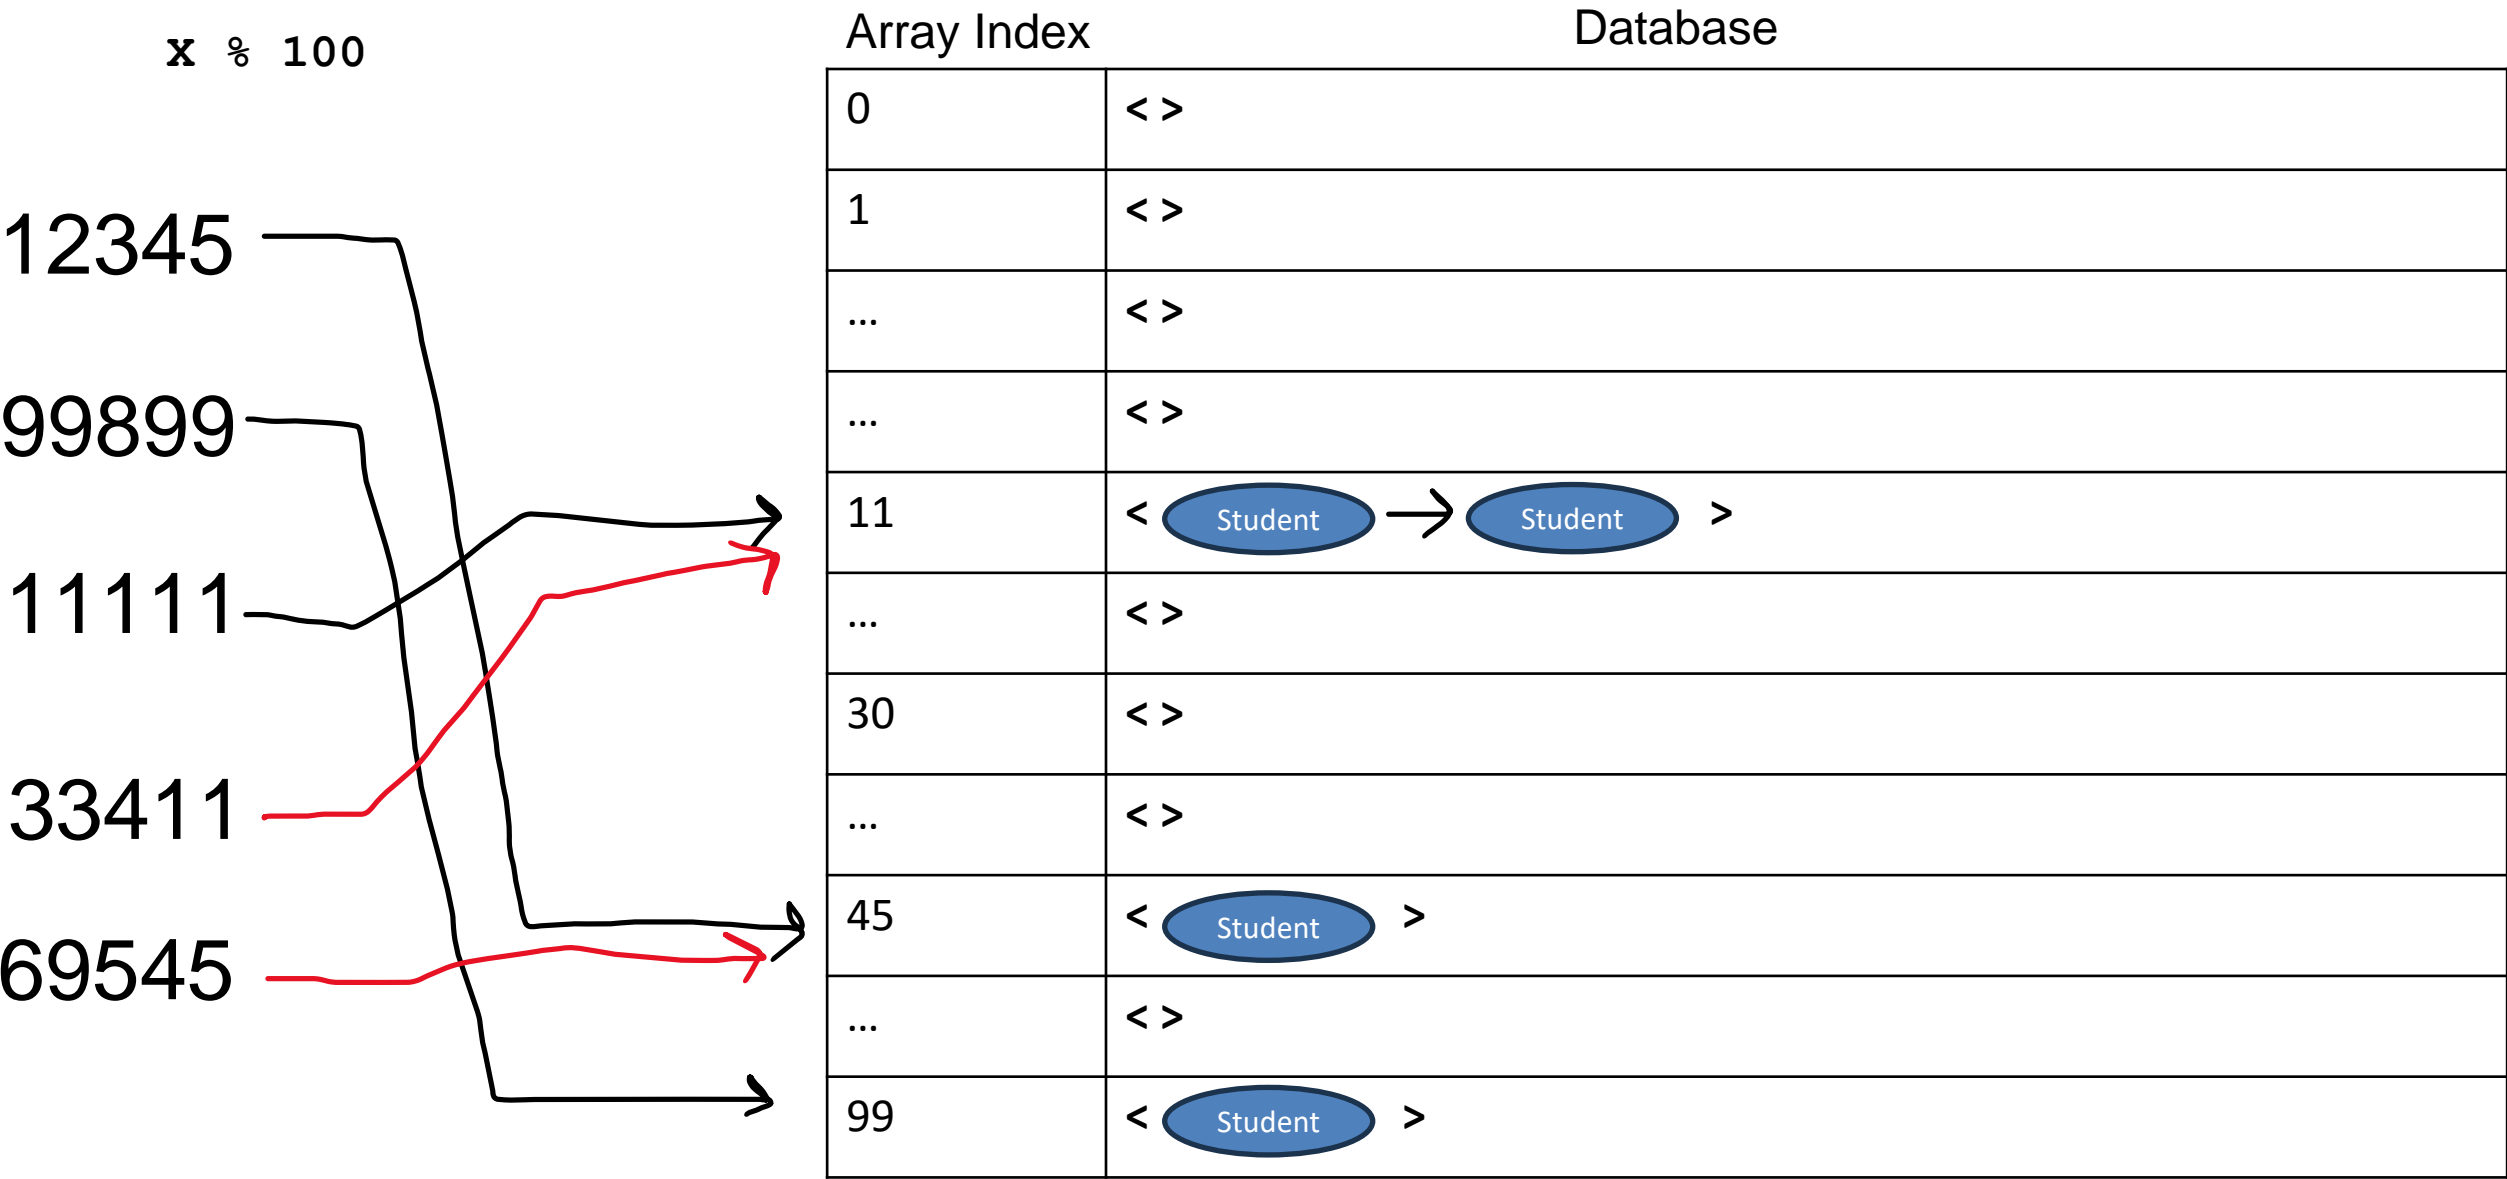 x % 100
Array Index
Database
12345
99899
11111
33411
69545
0 < >
1 < >
... < >
... < >
11 < Student Student >
... < >
30 < >
... < >
45 < Student >
... < >
99 < Student >